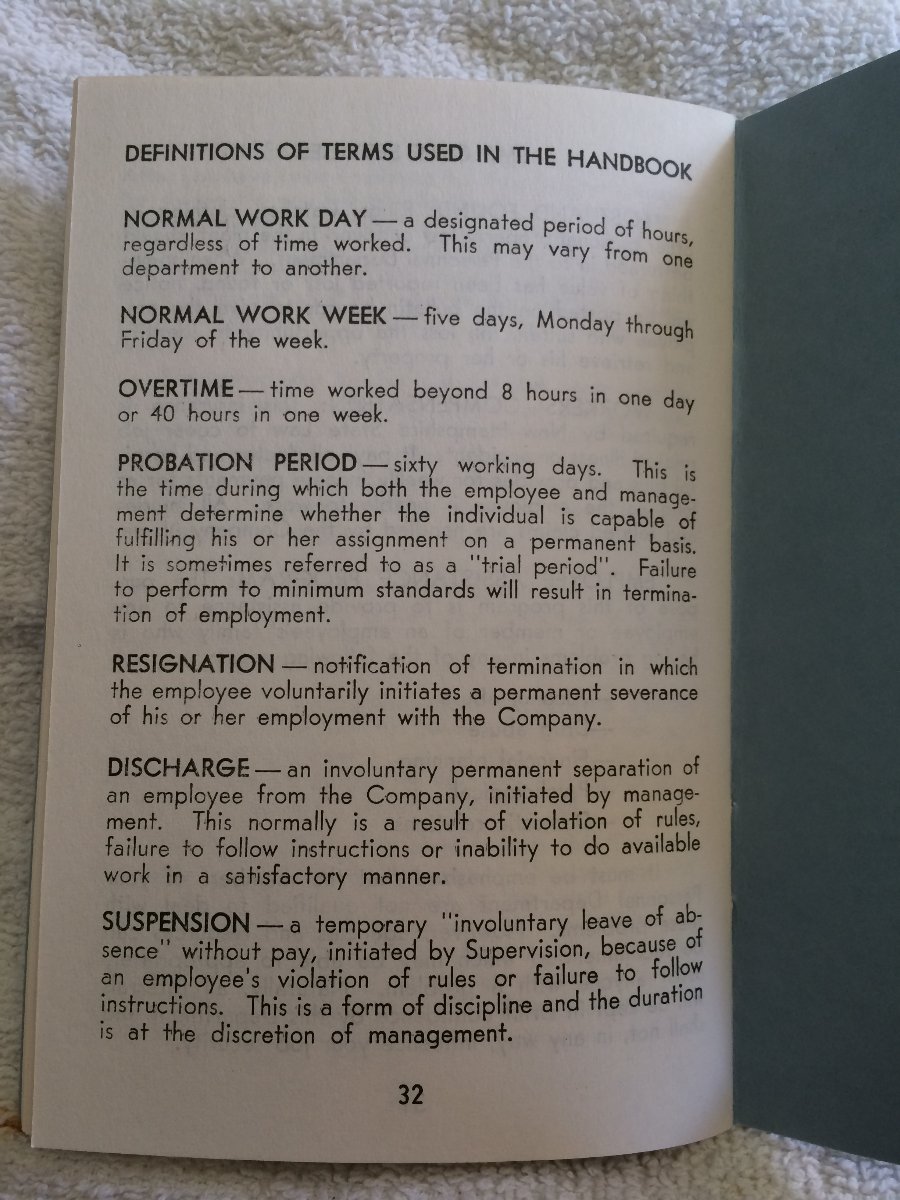 DEFINITIONS OF TERMS USED IN THE HANDBOOK
NORMAL WORK DAY — a designated period of hours,
regardless of time worked. This may vary from one
department to another.
NORMAL WORK WEEK — five days, Monday through
Friday of the week.
OVERTIME — time worked beyond 8 hours in one day
or 40 hours in one week.
PROBATION PERIOD — sixty working days. This is
the time during which both the employee and manage-
ment determine whether the individual is capable of
fulfilling his or her assignment on a permanent basis.
It is sometimes referred to as a "trial period". Failure
to perform to minimum standards will result in termina-
tion of employment.
RESIGNATION — notification of termination in which
the employee voluntarily initiates a permanent severance
of his or her employment with the Company.
DISCHARGE — an involuntary permanent separation of
an employee from the Company, initiated by manage-
ment. This normally is a result of violation of rules,
failure to follow instructions or inability to do available
work in a satisfactory manner.
SUSPENSION — a temporary "involuntary leave of ab-
sence" without pay, initiated by Supervision, because of
an employee's violation of rules or failure to follow
instructions. This is a form of discipline and the duration
is at the discretion of management.
32